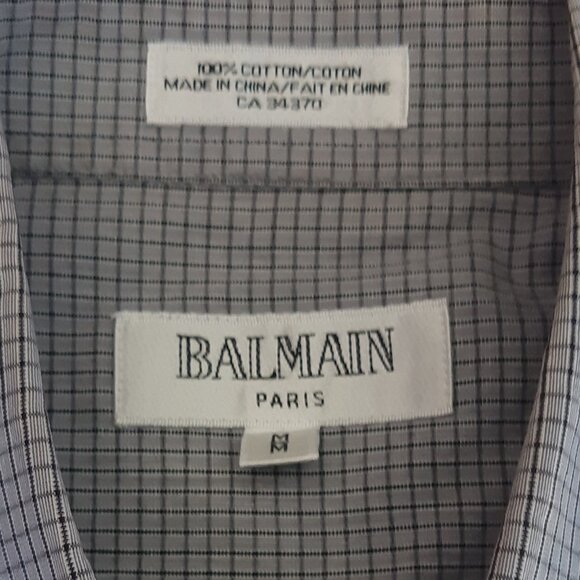 100% COTTON/COTON
MADE IN CHINA/FAIT EN CHINE
CA 34370
BALMAIN
PARIS
M